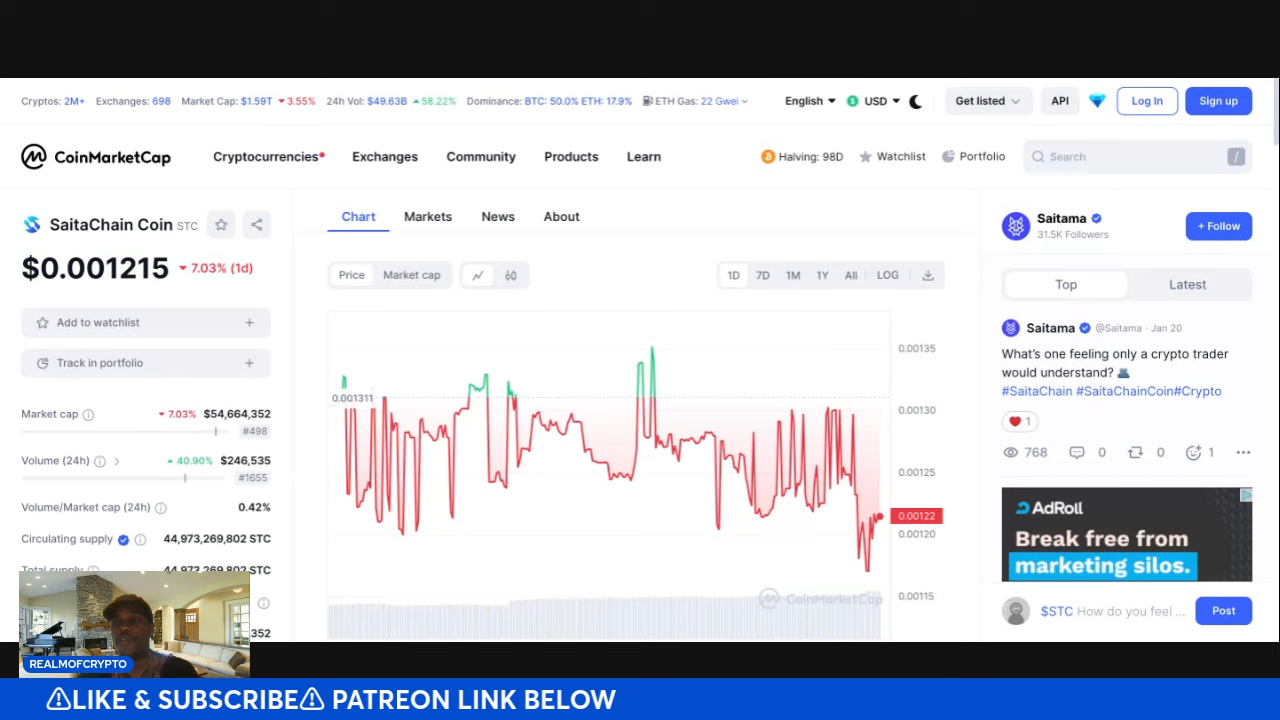 Cryptos: 2M+ Exchanges: 698 Market Cap: $1.59T 3.55% 24h Vol: $49.63B 58.22% Dominance: BTC: 50.0% ETH: 17.9% ETH Gas: 22 Gwei English USD Get listed API Log In Sign up
CoinMarketCap Cryptocurrencies Exchanges Community Products Learn Halving: 98D Watchlist Portfolio Search /
SaitaChain Coin STC
$0.001215 7.03% (1d)
Add to watchlist +
Track in portfolio +
Market cap 7.03% $54,664,352
#498
Volume (24h) 40.90% $246,535
#1655
Volume/Market cap (24h) 0.42%
Circulating supply 44,973,269,802 STC
Total supply 44,973,269,802 STC
352
Chart Markets News About
Price Market cap 1D 7D 1M 1Y All LOG
0.00135
0.001311
0.00130
0.00125
0.00122
0.00120
0.00115
CoinMarketCap
Saitama
31.5K Followers
+ Follow
Top Latest
Saitama @Saitama · Jan 20
What's one feeling only a crypto trader
would understand?
#SaitaChain #SaitaChainCoin#Crypto
1
768 0 0 1
AdRoll
Break free from
marketing silos.
$STC How do you feel ... Post
REALMOFCRYPTO
⚠LIKE & SUBSCRIBE⚠ PATREON LINK BELOW